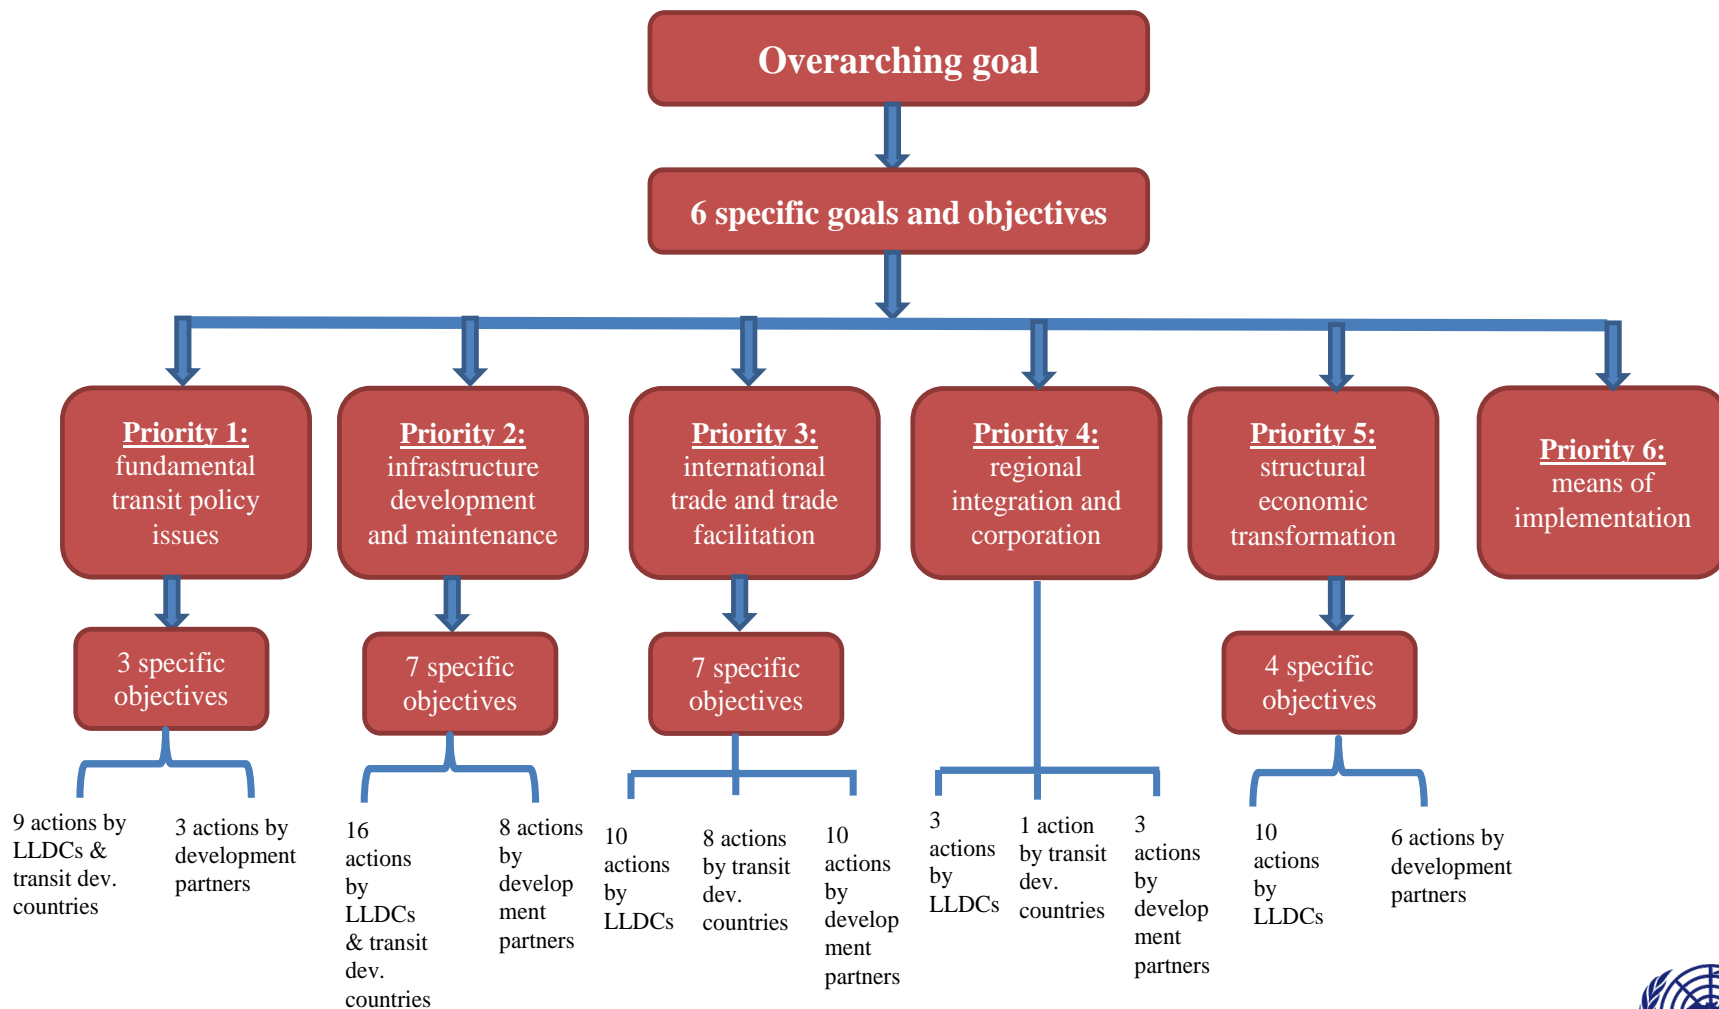 Overarching goal
6 specific goals and objectives
Priority 1:
fundamental
transit policy
issues
Priority 2:
infrastructure
development
and maintenance
Priority 3:
international
trade and trade
facilitation
Priority 4:
regional
integration and
corporation
Priority 5:
structural
economic
transformation
Priority 6:
means of
implementation
3 specific
objectives
7 specific
objectives
7 specific
objectives
4 specific
objectives
9 actions by
LLDCs &
transit dev.
countries
3 actions by
development
partners
16
actions
by
LLDCs
& transit
dev.
countries
8 actions
by
develop
ment
partners
10
actions
by
LLDCs
8 actions
by transit
dev.
countries
10
actions
by
develop
ment
partners
3
actions
by
LLDCs
1 action
by transit
dev.
countries
3
actions
by
develop
ment
partners
10
actions
by
LLDCs
6 actions by
development
partners